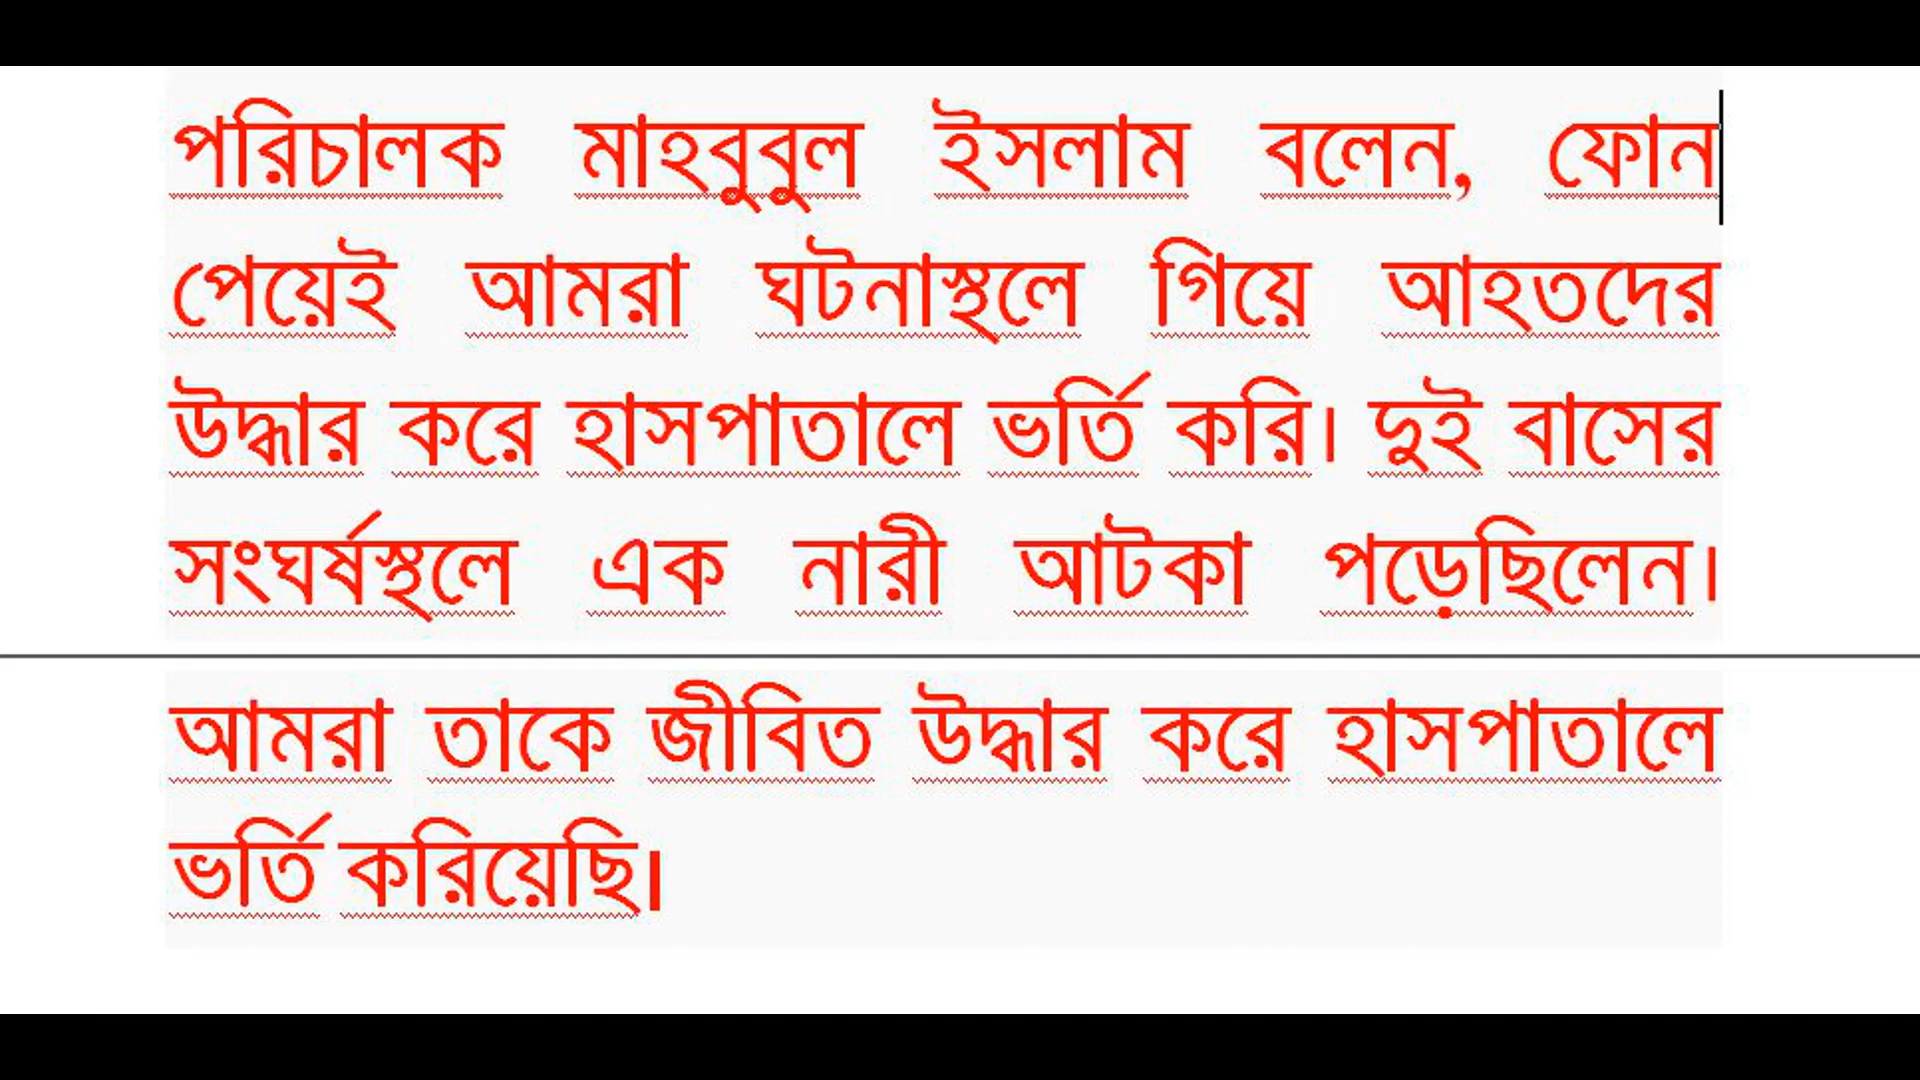 পরিচালক মাহবুবুল ইসলাম বলেন, ফোন
পেয়েই আমরা ঘটনাস্থলে গিয়ে আহতদের
উদ্ধার করে হাসপাতালে ভর্তি করি। দুই বাসের
সংঘর্ষস্থলে এক নারী আটকা পড়েছিলেন।
আমরা তাকে জীবিত উদ্ধার করে হাসপাতালে
ভর্তি করিয়েছি।